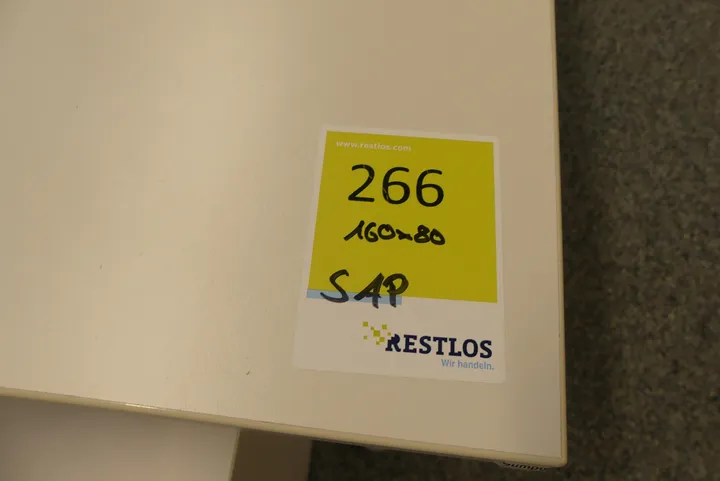 www.restlos.com
266
160x80
SAP
RESTLOS
Wir handeln.